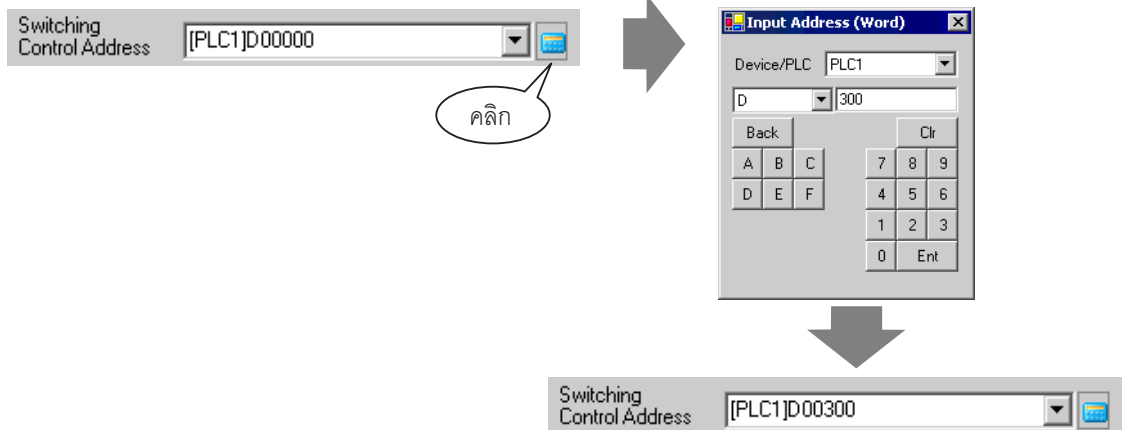 Switching
Control Address
[PLC1]D00000
คลิก
Input Address (Word)
Device/PLC PLC1
D 300
Back Clr
A B C 7 8 9
D E F 4 5 6
1 2 3
0 Ent
Switching
Control Address
[PLC1]D00300